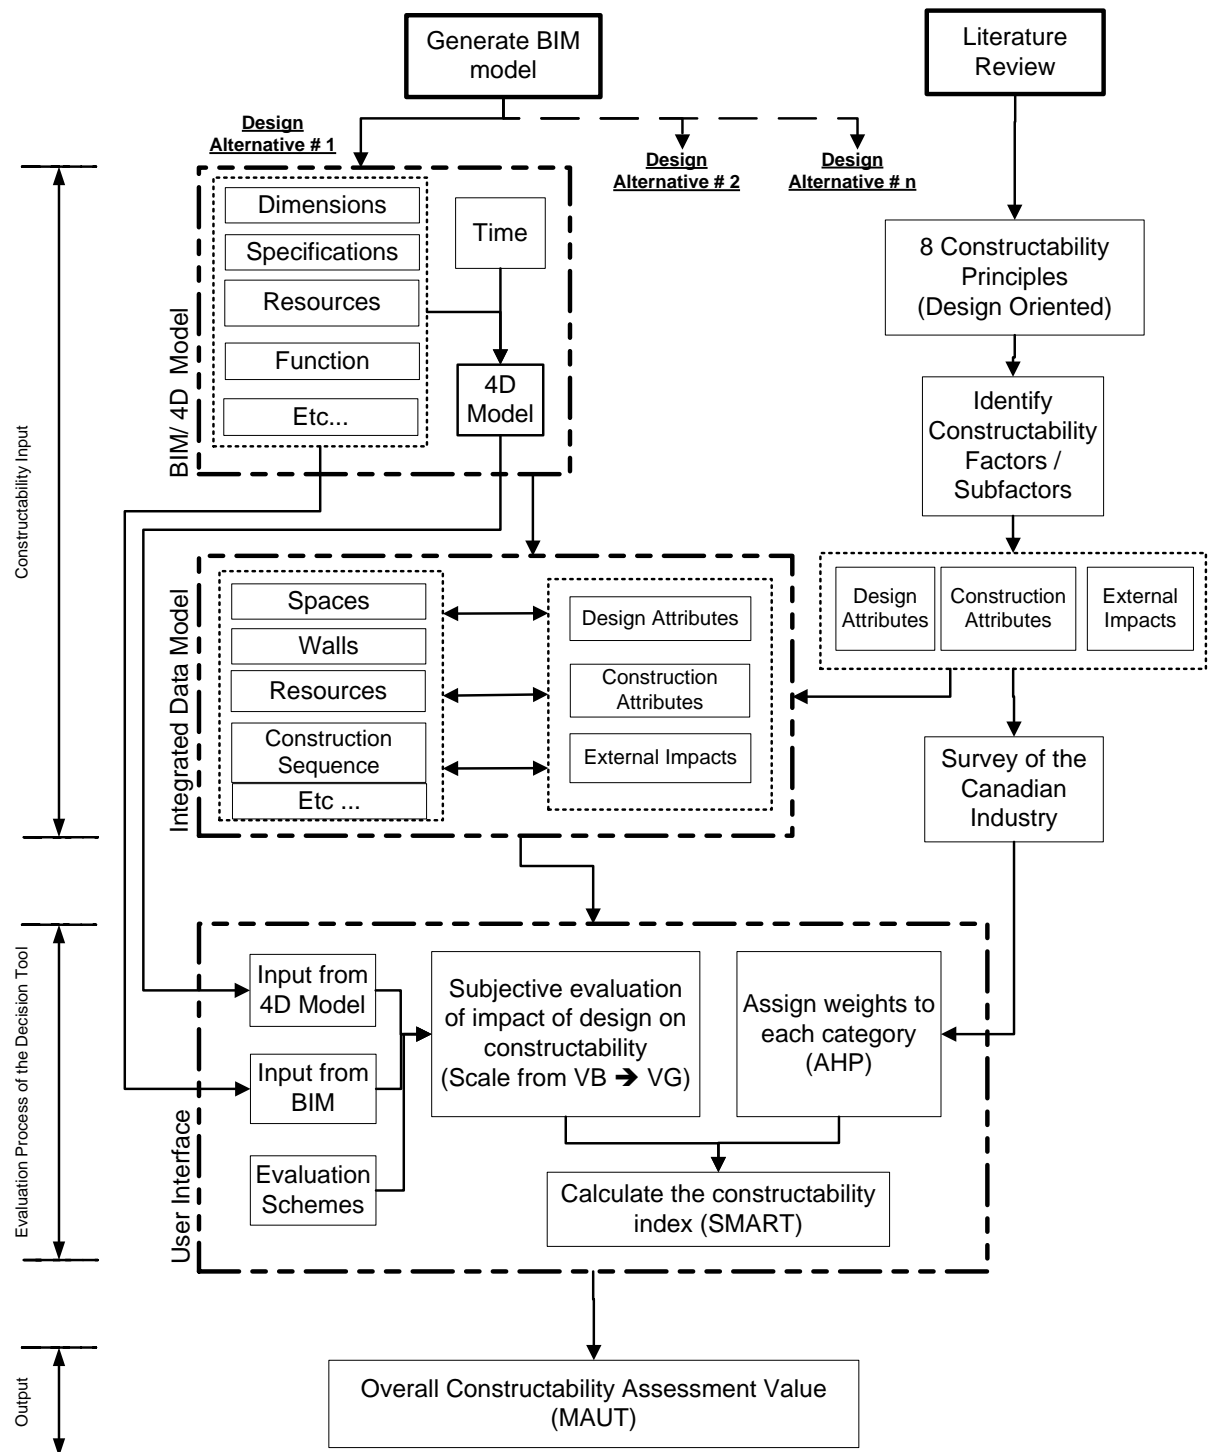 Generate BIM
model
Literature
Review
Design
Alternative # 1
Design
Alternative # 2
Design
Alternative # n
Constructability Input
BIM/ 4D Model
Dimensions
Specifications
Resources
Function
Etc...
Time
4D
Model
8 Constructability
Principles
(Design Oriented)
Identify
Constructability
Factors /
Subfactors
Design
Attributes
Construction
Attributes
External
Impacts
Integrated Data Model
Spaces
Walls
Resources
Construction
Sequence
Etc ...
Design Attributes
Construction
Attributes
External Impacts
Survey of the
Canadian
Industry
Evaluation Process of the Decision Tool
User Interface
Input from
4D Model
Input from
BIM
Evaluation
Schemes
Subjective evaluation
of impact of design on
constructability
(Scale from VB ➔ VG)
Assign weights to
each category
(AHP)
Calculate the constructability
index (SMART)
Output
Overall Constructability Assessment Value
(MAUT)